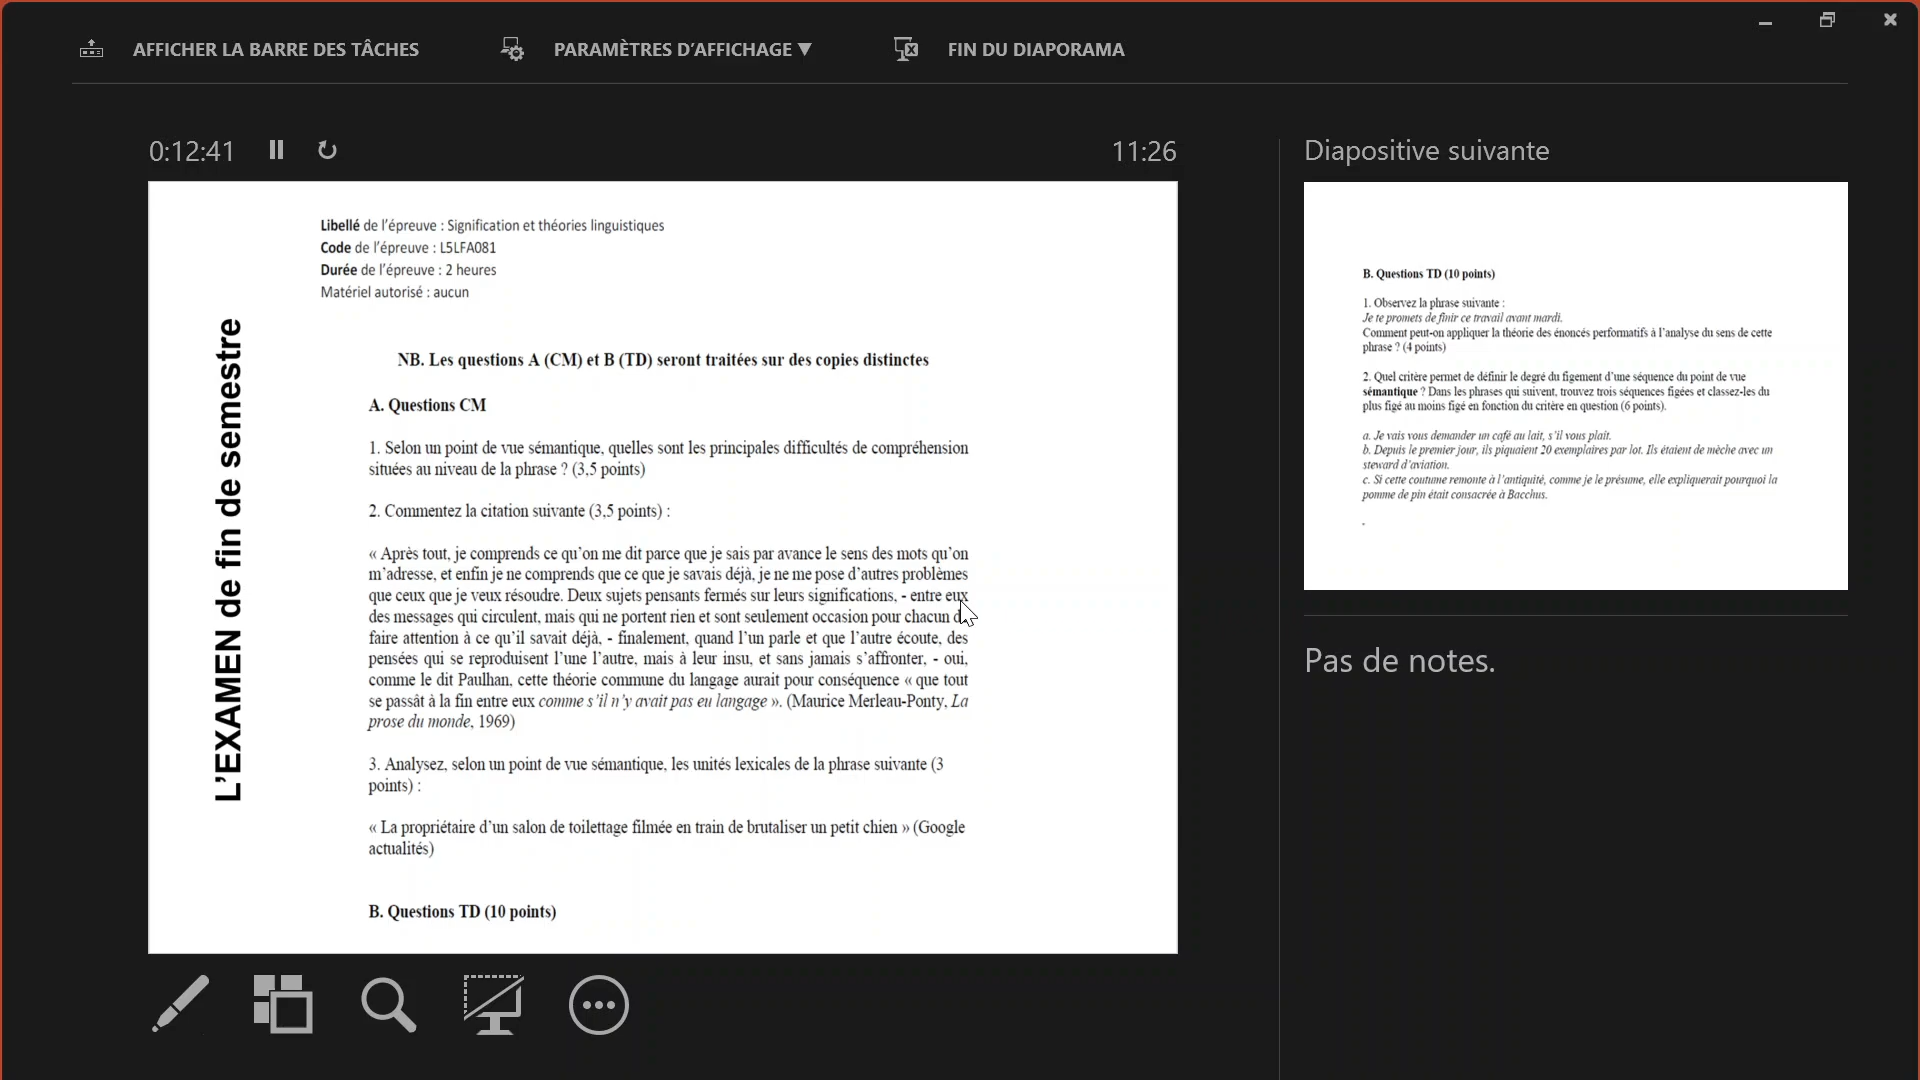 AFFICHER LA BARRE DES TÂCHES
PARAMÈTRES D'AFFICHAGE ▼
FIN DU DIAPORAMA
0:12:41
11:26
L'EXAMEN de fin de semestre
Libellé de l'épreuve : Signification et théories linguistiques
Code de l'épreuve : L5LFA081
Durée de l'épreuve : 2 heures
Matériel autorisé : aucun
NB. Les questions A (CM) et B (TD) seront traitées sur des copies distinctes
A. Questions CM
1. Selon un point de vue sémantique, quelles sont les principales difficultés de compréhension
situées au niveau de la phrase ? (3,5 points)
2. Commentez la citation suivante (3,5 points) :
« Après tout, je comprends ce qu'on me dit parce que je sais par avance le sens des mots qu'on
m'adresse, et enfin je ne comprends que ce que je savais déjà, je ne me pose d'autres problèmes
que ceux que je veux résoudre. Deux sujets pensants fermés sur leurs significations, - entre eux
des messages qui circulent, mais qui ne portent rien et sont seulement occasion pour chacun de
faire attention à ce qu'il savait déjà, - finalement, quand l'un parle et que l'autre écoute, des
pensées qui se reproduisent l'une l'autre, mais à leur insu, et sans jamais s'affronter, - oui,
comme le dit Paulhan, cette théorie commune du langage aurait pour conséquence « que tout
se passât à la fin entre eux comme s'il n'y avait pas eu langage ». (Maurice Merleau-Ponty, La
prose du monde, 1969)
3. Analysez, selon un point de vue sémantique, les unités lexicales de la phrase suivante (3
points) :
« La propriétaire d'un salon de toilettage filmée en train de brutaliser un petit chien » (Google
actualités)
B. Questions TD (10 points)
Diapositive suivante
B. Questions TD (10 points)
1. Observez la phrase suivante :
Je te promets de finir ce travail avant mardi.
Comment peut-on appliquer la théorie des énoncés performatifs à l'analyse du sens de cette
phrase ? (4 points)
2. Quel critère permet de définir le degré du figement d'une séquence du point de vue
sémantique ? Dans les phrases qui suivent, trouvez trois séquences figées et classez-les du
plus figé au moins figé en fonction du critère en question (6 points).
a. Je vais vous demander un café au lait, s'il vous plait.
b. Depuis le premier jour, ils piquaient 20 exemplaires par lot. Ils étaient de mèche avec un
steward d'aviation.
c. Si cette coutume remonte à l'antiquité, comme je le présume, elle expliquerait pourquoi la
pomme de pin était consacrée à Bacchus.
.
Pas de notes.